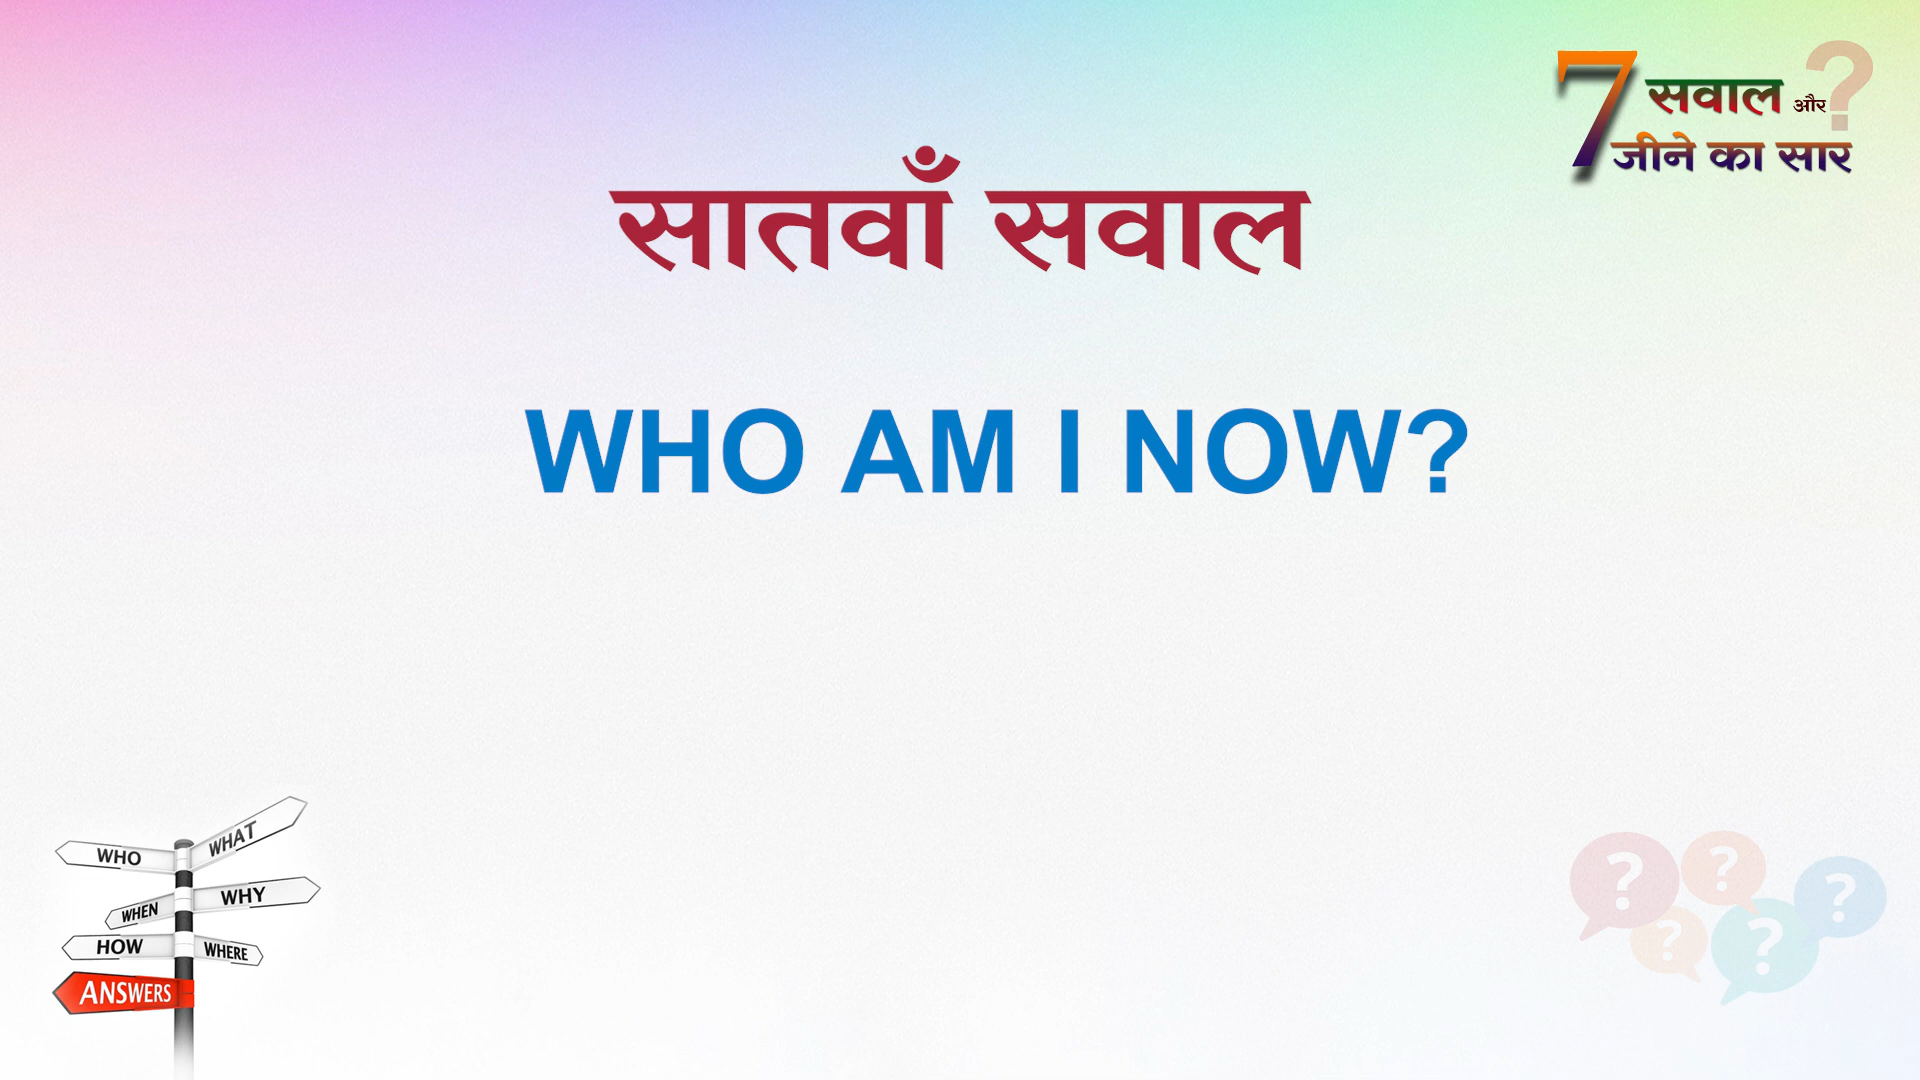 7 सवाल और ?
जीने का सार
सातवाँ सवाल
WHO AM I NOW?
WHAT
WHO
WHY
WHEN
HOW
WHERE
ANSWERS
? ? ?
? ?